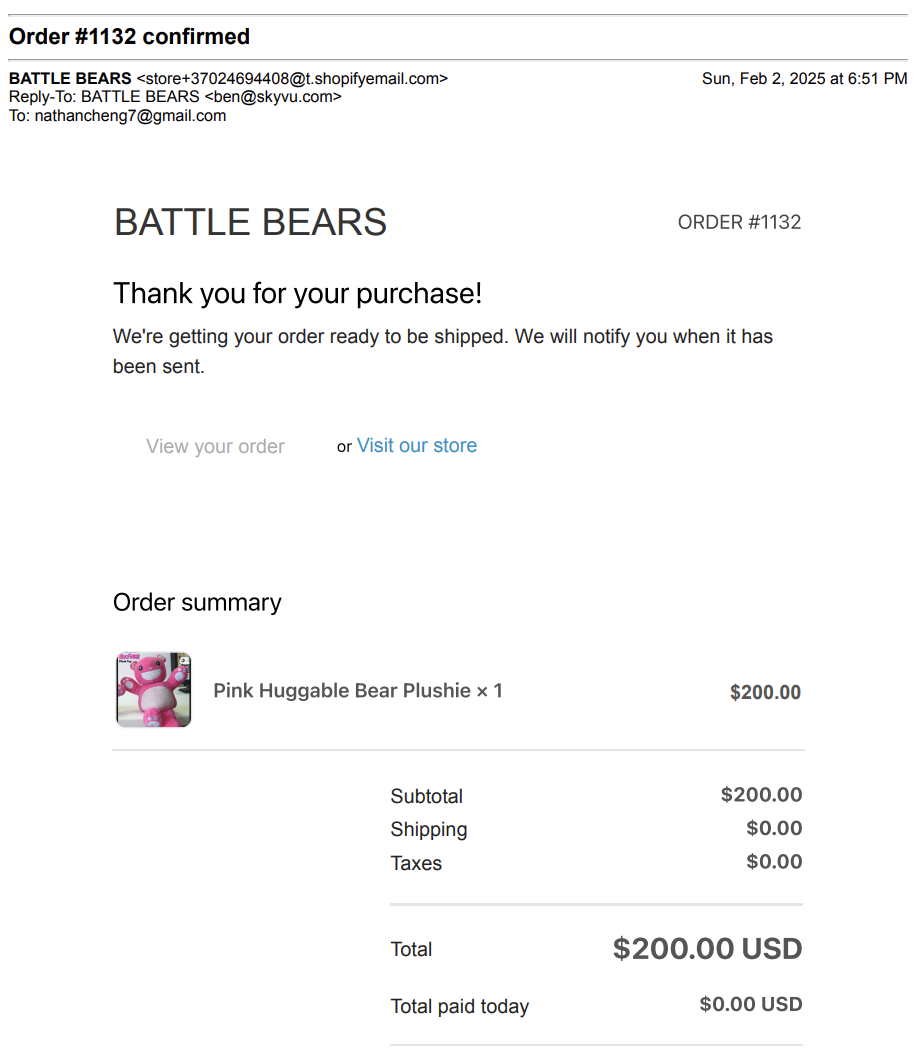 Order #1132 confirmed
BATTLE BEARS <store+37024694408@t.shopifyemail.com>
Sun, Feb 2, 2025 at 6:51 PM
Reply-To: BATTLE BEARS <ben@skyvu.com>
To: nathancheng7@gmail.com
BATTLE BEARS
ORDER #1132
Thank you for your purchase!
We're getting your order ready to be shipped. We will notify you when it has
been sent.
View your order
or Visit our store
Order summary
Pink Huggable Bear Plushie × 1
$200.00
Subtotal
$200.00
Shipping
$0.00
Taxes
$0.00
Total
$200.00 USD
Total paid today
$0.00 USD